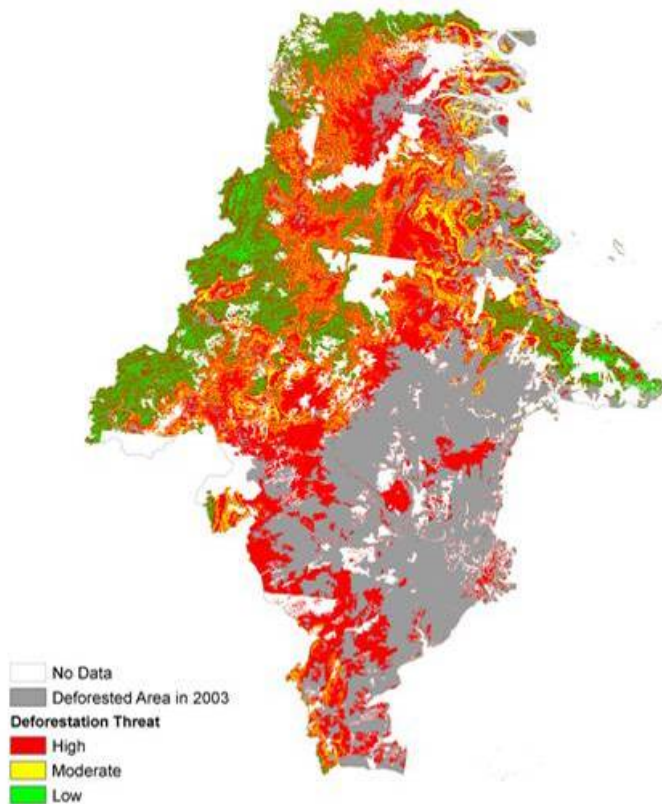 No Data
Deforested Area in 2003
Deforestation Threat
High
Moderate
Low